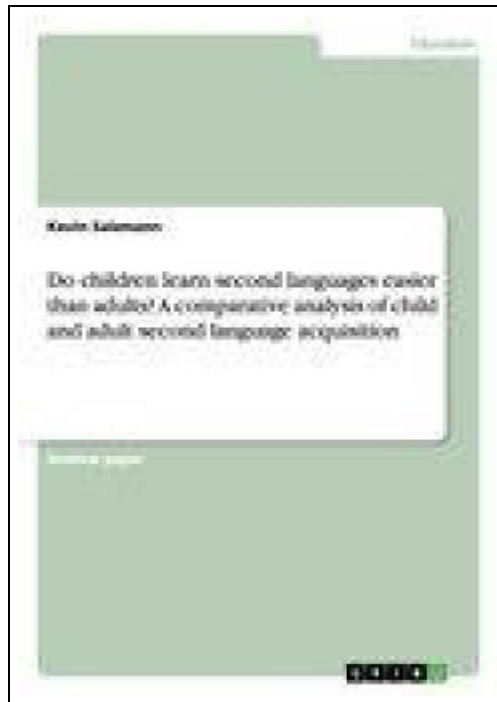 Education
Kevin Salzmann
Do children learn second languages easier
than adults? A comparative analysis of child
and adult second language acquisition
Seminar paper
G R I N